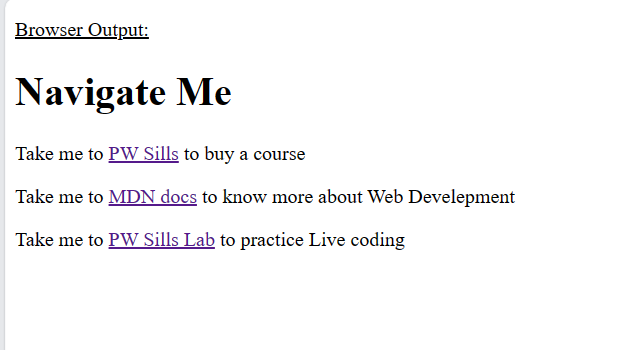 Browser Output:
Navigate Me
Take me to PW Sills to buy a course
Take me to MDN docs to know more about Web Develepment
Take me to PW Sills Lab to practice Live coding